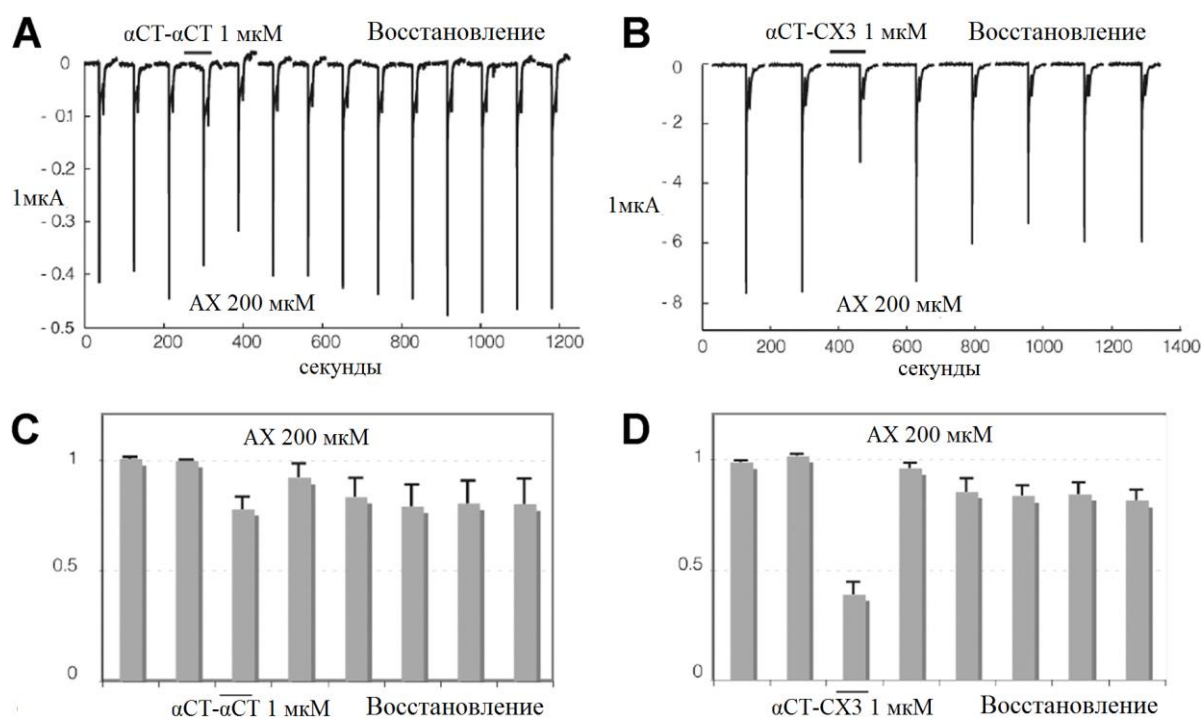 A
αCT-αCT 1 мкМ Восстановление
0
- 0.1
- 0.2
1мкА
- 0.3
- 0.4
АХ 200 мкМ
- 0.5
0 200 400 600 800 1000 1200
секунды
B
αCT-CX3 1 мкМ Восстановление
0
- 2
- 4
1мкА
- 6
- 8
АХ 200 мкМ
0 200 400 600 800 1000 1200 1400
секунды
C
АХ 200 мкМ
1
0.5
0
αCT-αCT 1 мкМ Восстановление
D
АХ 200 мкМ
1
0.5
0
αCT-CX3 1 мкМ Восстановление